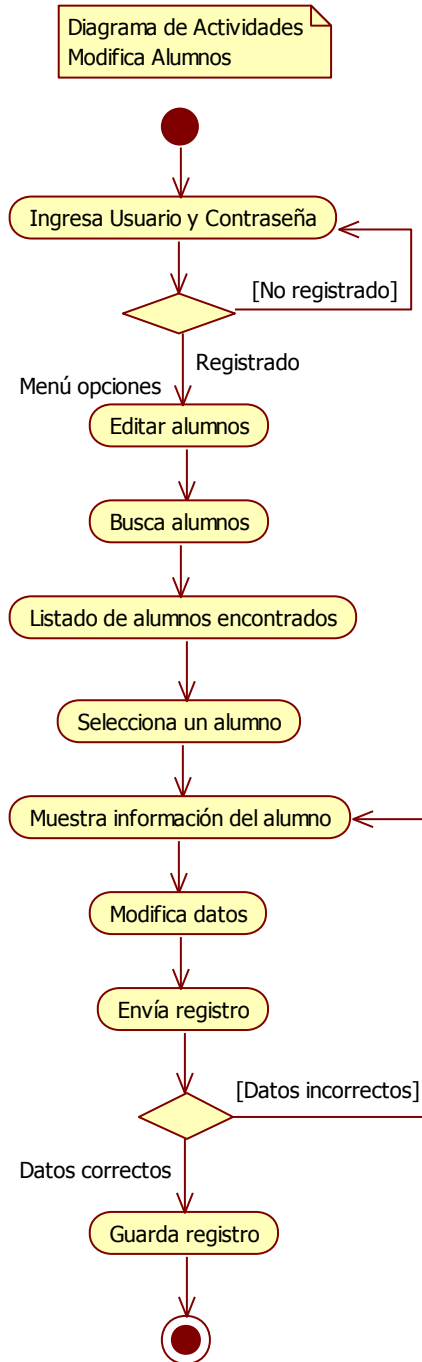 Diagrama de Actividades
Modifica Alumnos
Ingresa Usuario y Contraseña
[No registrado]
Registrado
Menú opciones
Editar alumnos
Busca alumnos
Listado de alumnos encontrados
Selecciona un alumno
Muestra información del alumno
Modifica datos
Envía registro
[Datos incorrectos]
Datos correctos
Guarda registro